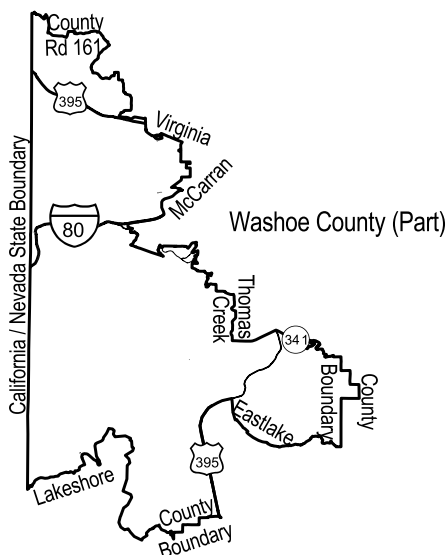 County
Rd 161
395
Virginia
McCarran
California / Nevada State Boundary
80
Washoe County (Part)
Thomas
Creek
341
County
Boundary
Eastlake
395
Lakeshore
County
Boundary